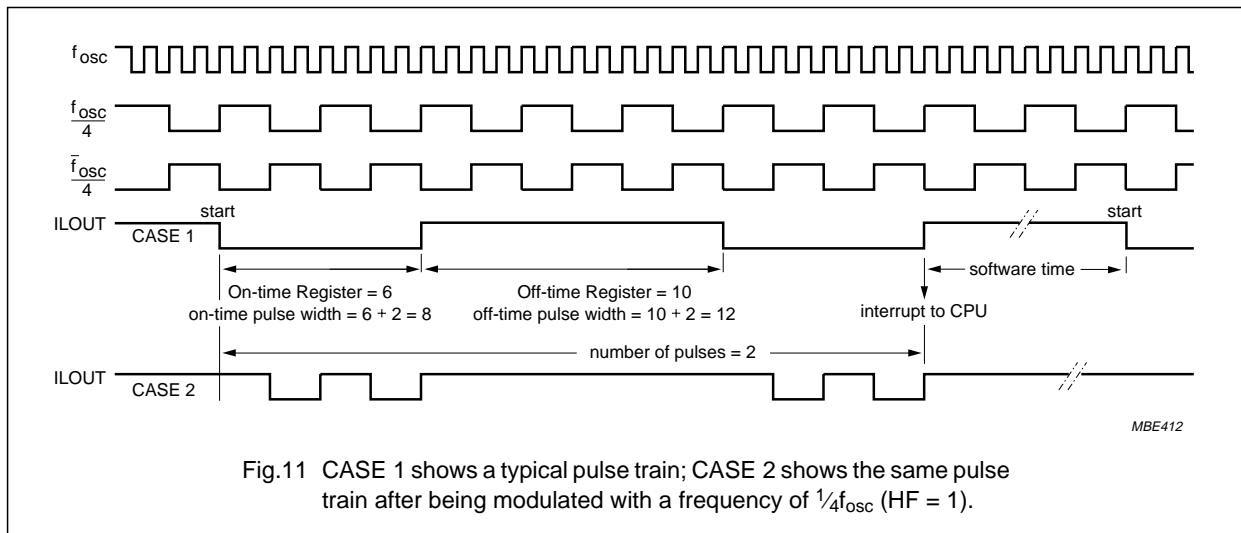 f osc
f osc
4
f̄ osc
4
start
start
ILOUT
CASE 1
software time
On-time Register = 6
Off-time Register = 10
on-time pulse width = 6 + 2 = 8
off-time pulse width = 10 + 2 = 12
interrupt to CPU
number of pulses = 2
ILOUT
CASE 2
MBE412
Fig.11 CASE 1 shows a typical pulse train; CASE 2 shows the same pulse
train after being modulated with a frequency of ¼fosc (HF = 1).